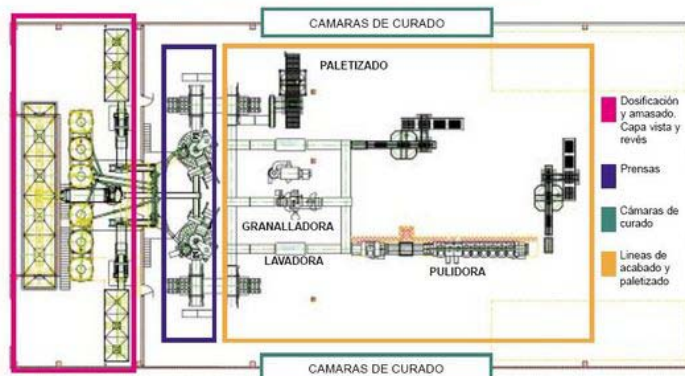 CAMARAS DE CURADO
PALETIZADO
GRANALLADORA
LAVADORA
PULIDORA
CAMARAS DE CURADO
Dosificación
y amasado.
Capa vista y
revés
Prensas
Cámaras de
curado
Lineas de
acabado y
paletizado